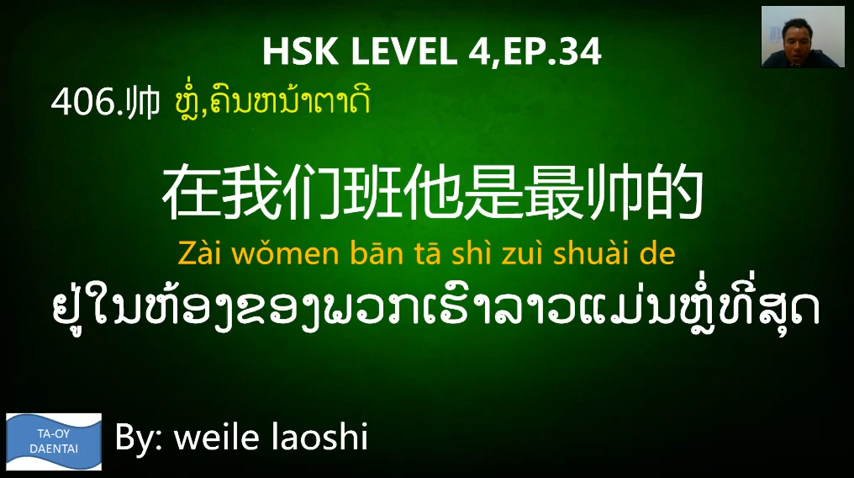 HSK LEVEL 4,EP.34
406.帅 ຫຼໍ່,ຄົນຫນ້າຕາດີ
在我们班他是最帅的
Zài wǒmen bān tā shì zuì shuài de
ຢູ່ໃນຫ້ອງຂອງພວກເຮົາລາວແມ່ນຫຼໍ່ທີ່ສຸດ
TA-OY
DAENTAI
By: weile laoshi